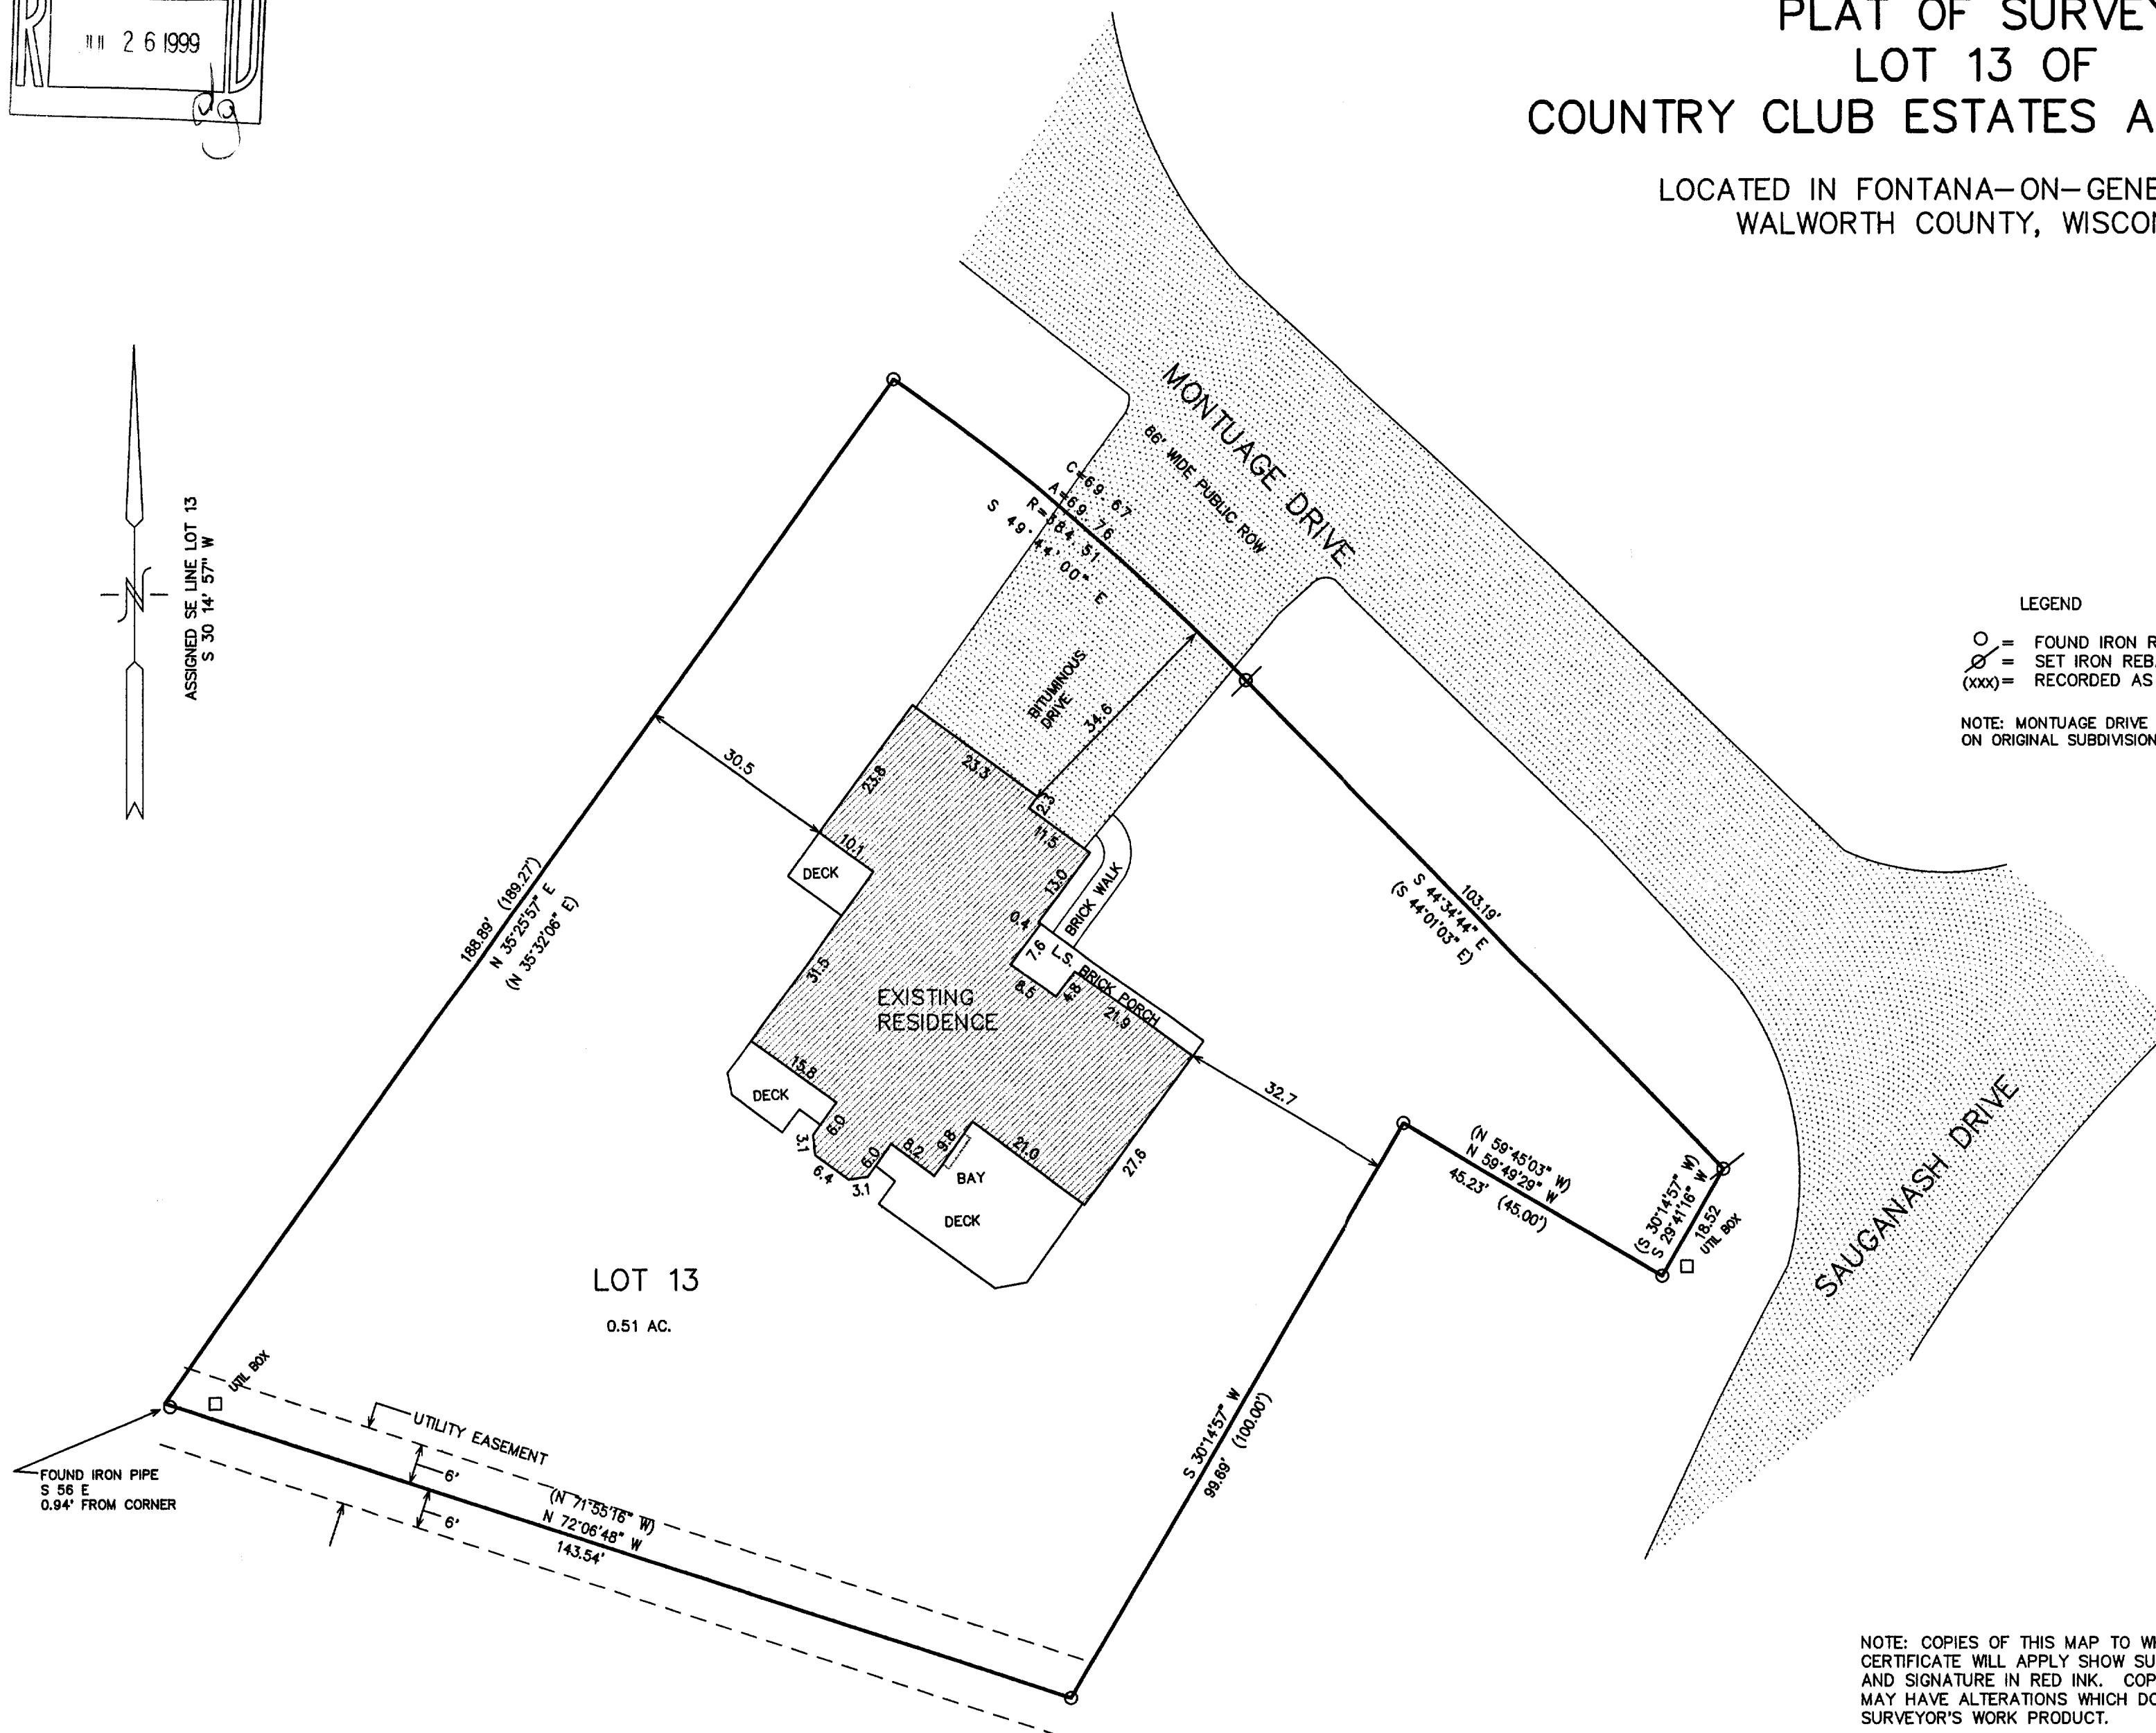 26 1999
dg
PLAT OF SURVEY
LOT 13 OF
COUNTRY CLUB ESTATES A
LOCATED IN FONTANA-ON-GENE
WALWORTH COUNTY, WISCON
ASSIGNED SE LINE LOT 13
S 30 14' 57" W
N
MONTUAGE DRIVE
66' WIDE PUBLIC ROW
C=69.67
A=69.76
R=384.51
S 49°44'00" E
BITUMINOUS
DRIVE
34.6
LEGEND
= FOUND IRON R
= SET IRON REB
(xxx)= RECORDED AS
NOTE: MONTUAGE DRIVE
ON ORIGINAL SUBDIVISION
30.5
23.8
23.3
2.3
11.5
10.1
DECK
13.0
BRICK WALK
0.4
7.6
L.S. BRICK PORCH
8.5
4.8
21.9
31.5
EXISTING
RESIDENCE
188.89' (189.27')
N 35°25'57" E
(N 35°32'06" E)
103.19'
S 44°34'44" E
(S 44°01'03" E)
15.8
DECK
6.0
3.7
6.4
3.1
6.0
8.2
9.8
BAY
21.0
DECK
27.6
32.7
(N 59°45'03" W)
N 59°49'29" W
45.23' (45.00')
(S 30°14'57" W)
S 29°41'16" W
18.52
UTIL BOX
SAUGANASH DRIVE
LOT 13
0.51 AC.
UTIL BOX
UTILITY EASEMENT
6'
6'
FOUND IRON PIPE
S 56 E
0.94' FROM CORNER
(N 71°55'16" W)
N 72°06'48" W
143.54'
S 30°14'57" W
99.69' (100.00')
NOTE: COPIES OF THIS MAP TO WH
CERTIFICATE WILL APPLY SHOW SU
AND SIGNATURE IN RED INK. COP
MAY HAVE ALTERATIONS WHICH DO
SURVEYOR'S WORK PRODUCT.